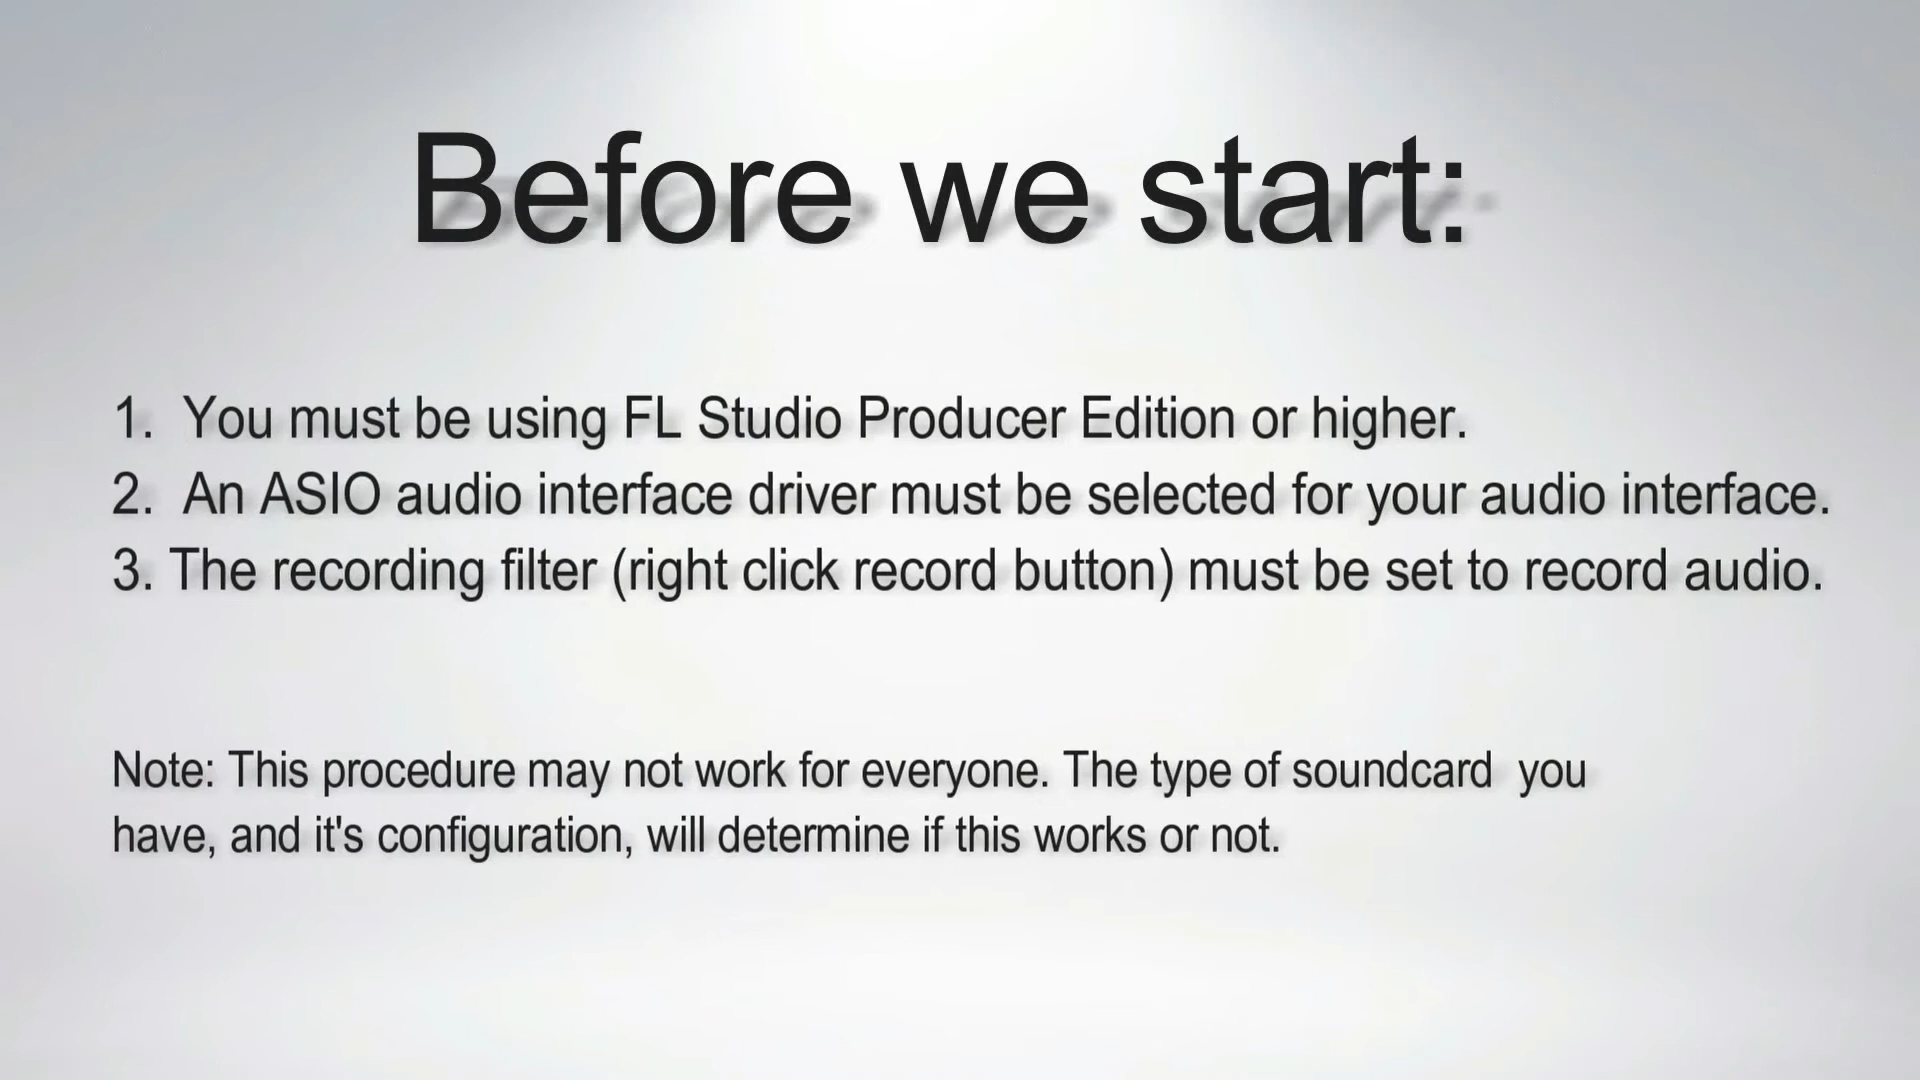 Before we start:
1. You must be using FL Studio Producer Edition or higher.
2. An ASIO audio interface driver must be selected for your audio interface.
3. The recording filter (right click record button) must be set to record audio.
Note: This procedure may not work for everyone. The type of soundcard you
have, and it's configuration, will determine if this works or not.